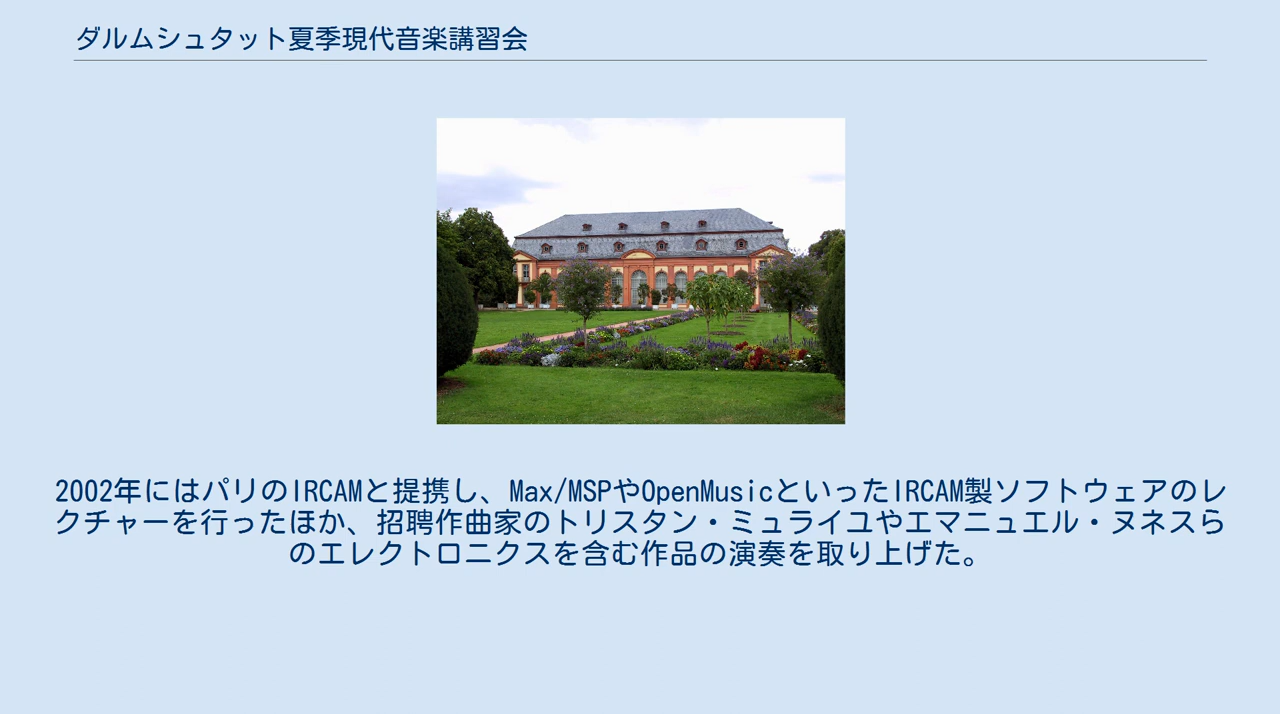 ダルムシュタット夏季現代音楽講習会
2002年にはパリのIRCAMと提携し、Max/MSPやOpenMusicといったIRCAM製ソフトウェアのレ
クチャーを行ったほか、招聘作曲家のトリスタン・ミュライユやエマニュエル・ヌネスら
のエレクトロニクスを含む作品の演奏を取り上げた。